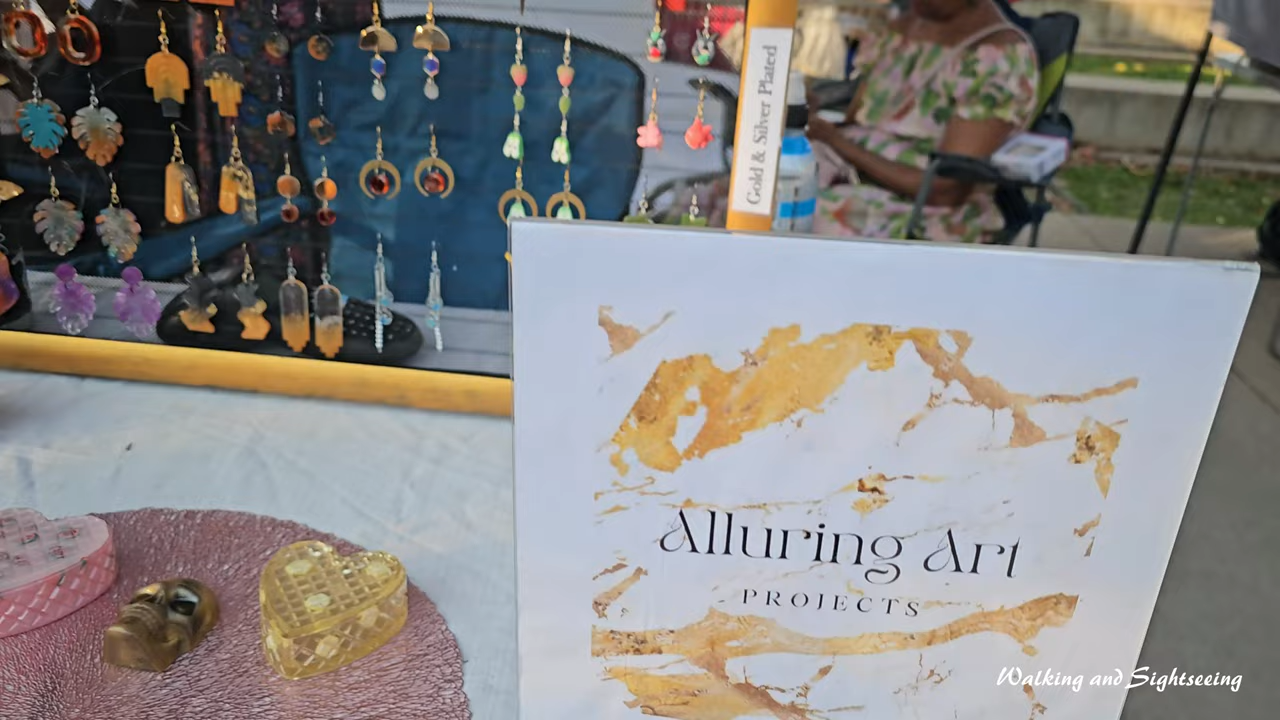 Gold & Silver Plated
Alluring Art
PROJECTS
Walking and Sightseeing